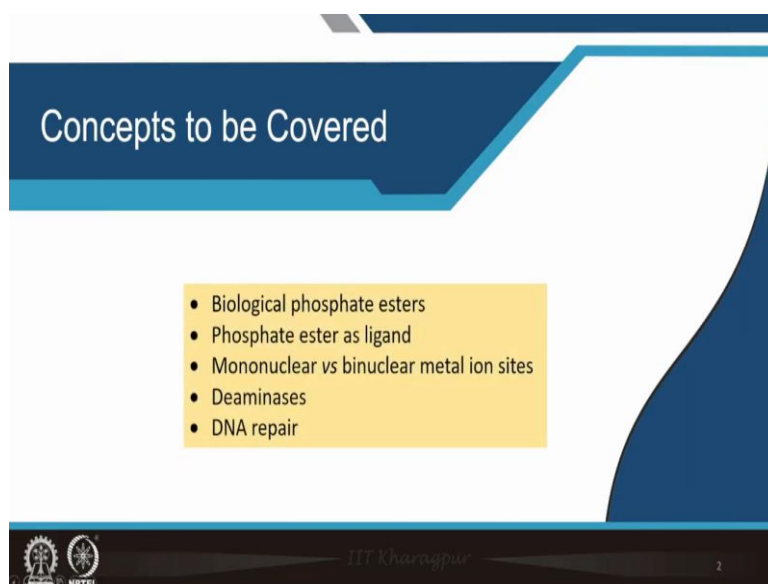 Concepts to be Covered
• Biological phosphate esters
• Phosphate ester as ligand
• Mononuclear vs binuclear metal ion sites
• Deaminases
• DNA repair
IIT Kharagpur
2
NPTEL